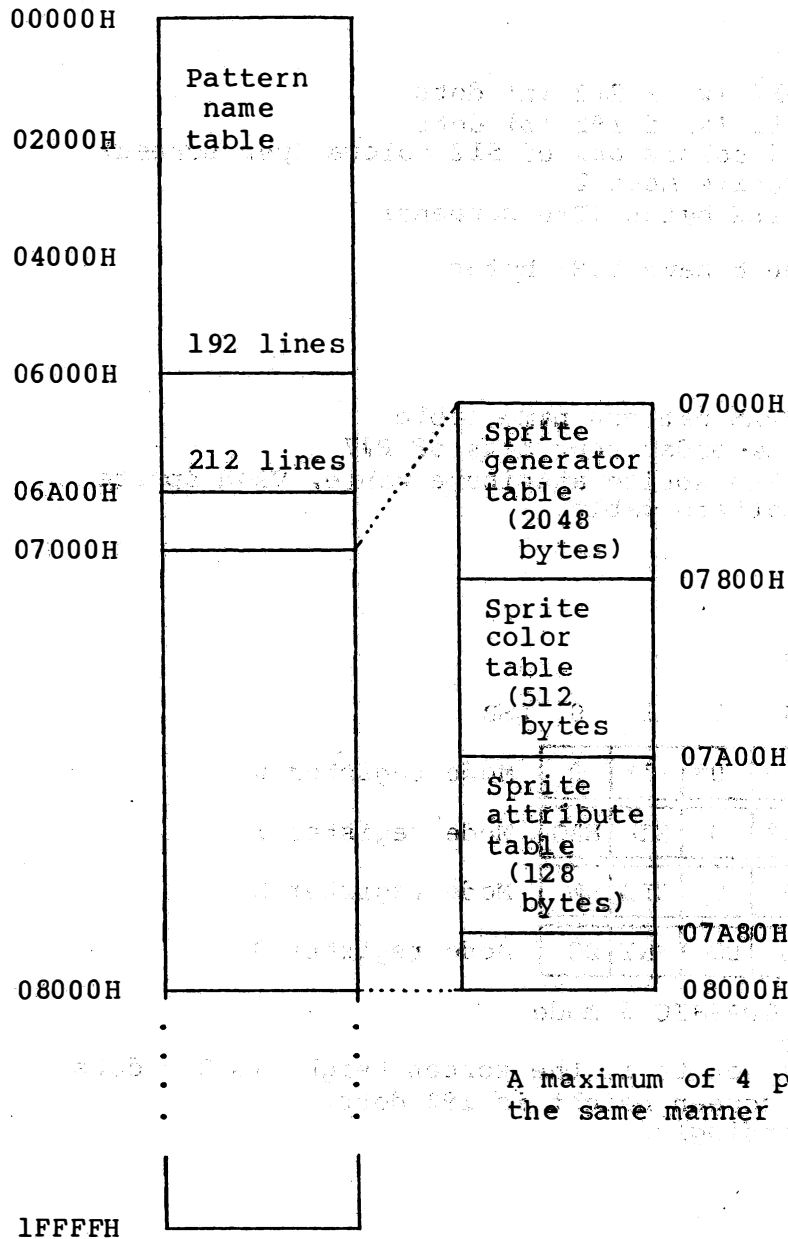 00000H
Pattern
name
table
02000H
04000H
192 lines
06000H
212 lines
06A00H
07000H
07000H
Sprite
generator
table
(2048
bytes)
07800H
Sprite
color
table
(512
bytes
07A00H
Sprite
attribute
table
(128
bytes)
07A80H
08000H
08000H
A maximum of 4 p
the same manner
1FFFFH